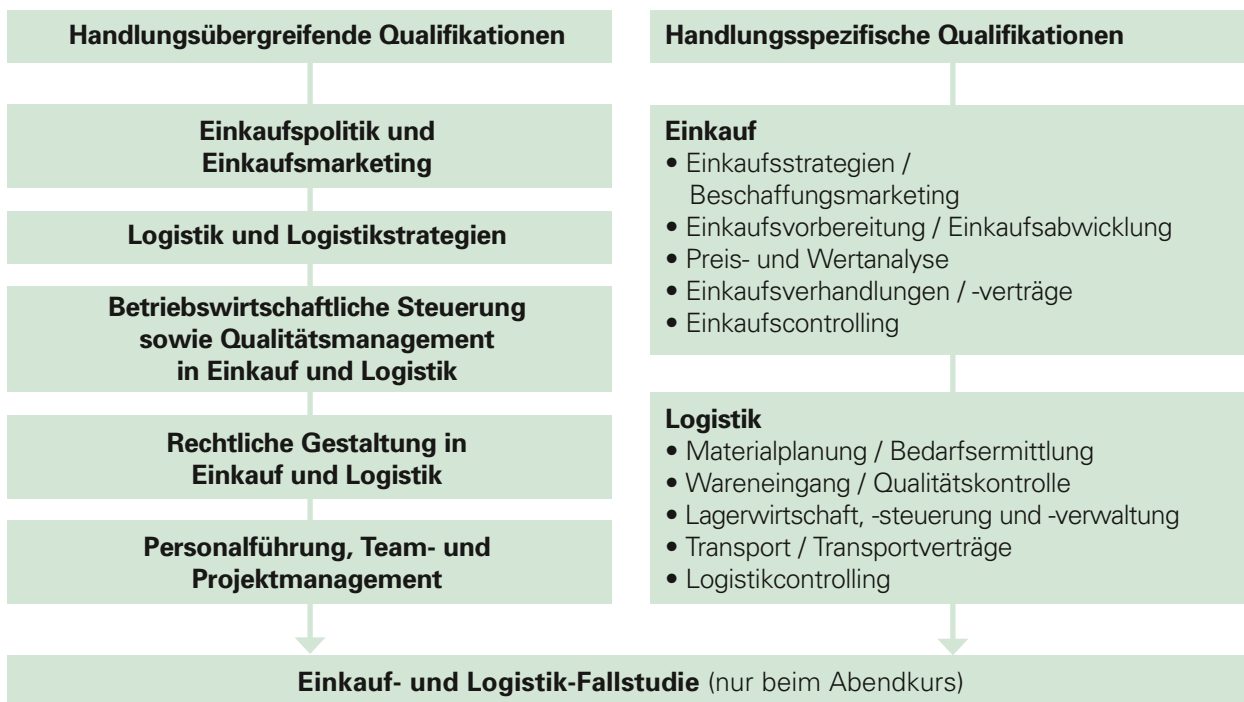 Handlungsübergreifende Qualifikationen
Einkaufspolitik und
Einkaufsmarketing
Logistik und Logistikstrategien
Betriebswirtschaftliche Steuerung
sowie Qualitätsmanagement
in Einkauf und Logistik
Rechtliche Gestaltung in
Einkauf und Logistik
Personalführung, Team- und
Projektmanagement
Handlungsspezifische Qualifikationen
Einkauf
• Einkaufsstrategien /
Beschaffungsmarketing
• Einkaufsvorbereitung / Einkaufsabwicklung
• Preis- und Wertanalyse
• Einkaufsverhandlungen / -verträge
• Einkaufscontrolling
Logistik
• Materialplanung / Bedarfsermittlung
• Wareneingang / Qualitätskontrolle
• Lagerwirtschaft, -steuerung und -verwaltung
• Transport / Transportverträge
• Logistikcontrolling
Einkauf- und Logistik-Fallstudie (nur beim Abendkurs)